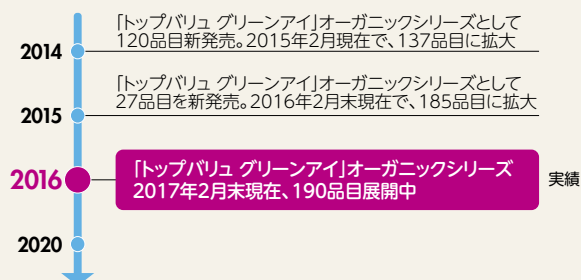 「トップバリュ グリーンアイ」オーガニックシリーズとして
120品目新発売。2015年2月現在で、137品目に拡大
2014
「トップバリュ グリーンアイ」オーガニックシリーズとして
27品目を新発売。2016年2月末現在で、185品目に拡大
2015
「トップバリュ グリーンアイ」オーガニックシリーズ
2016
2017年2月末現在、190品目展開中
実績
2020